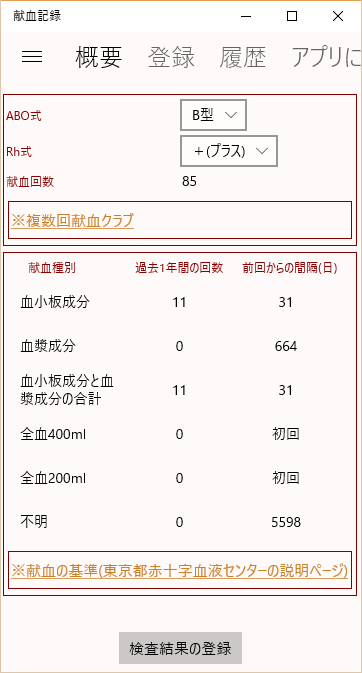 献血記録
概要 登録 履歴 アプリに
ABO式 B型
Rh式 +(プラス)
献血回数 85
※複数回献血クラブ
献血種別 過去1年間の回数 前回からの間隔(日)
血小板成分 11 31
血漿成分 0 664
血小板成分と血
漿成分の合計 11 31
全血400ml 0 初回
全血200ml 0 初回
不明 0 5598
※献血の基準(東京都赤十字血液センターの説明ページ)
検査結果の登録